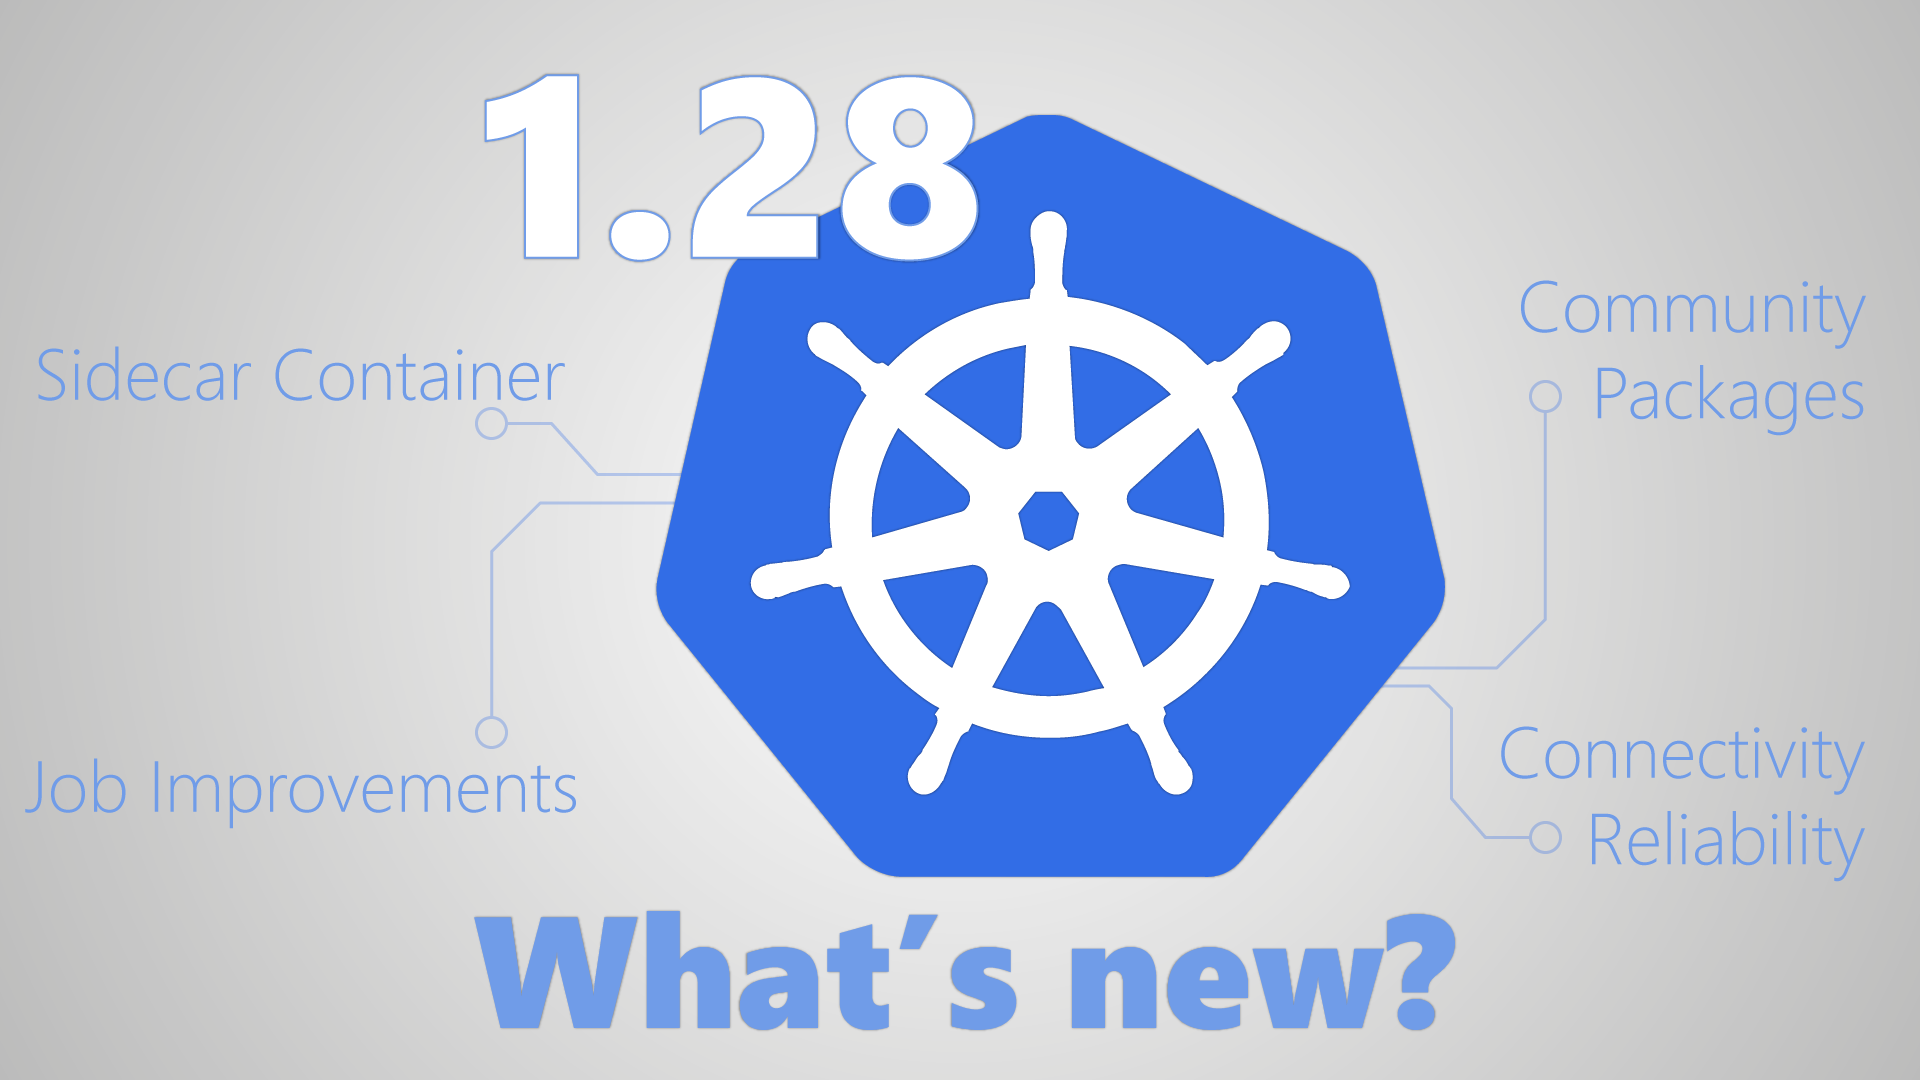 1.28
Sidecar Container
Job Improvements
Community
Packages
Connectivity
Reliability
What´s new?